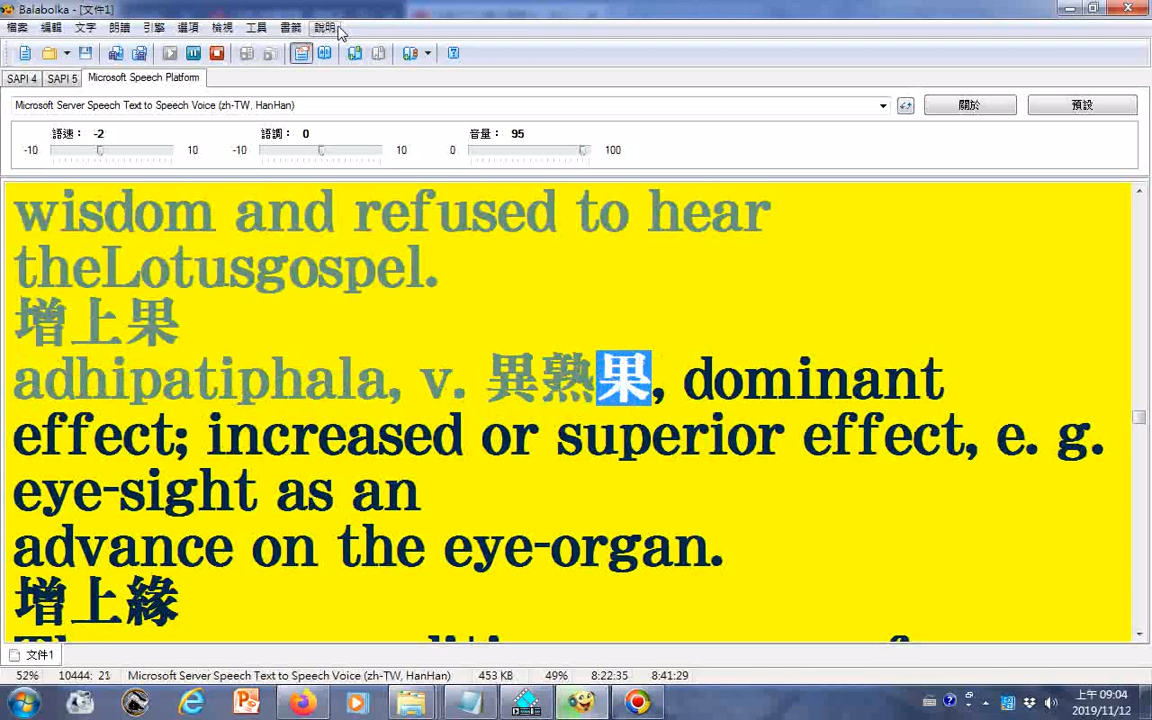 Balabolka - [文件1]
檔案 編輯 文字 朗讀 引擎 選項 檢視 工具 書籤 說明
SAPI 4 SAPI 5 Microsoft Speech Platform
Microsoft Server Speech Text to Speech Voice (zh-TW, HanHan) 關於 預設
語速： -2 語調： 0 音量： 95
-10 10 -10 10 0 100
wisdom and refused to hear
theLotusgospel.
增上果
adhipatiphala, v. 異熟果, dominant
effect; increased or superior effect, e. g.
eye-sight as an
advance on the eye-organ.
增上緣
文件1
52% 10444: 21 Microsoft Server Speech Text to Speech Voice (zh-TW, HanHan) 453 KB 49% 8:22:35 8:41:29
上午 09:04
2019/11/12